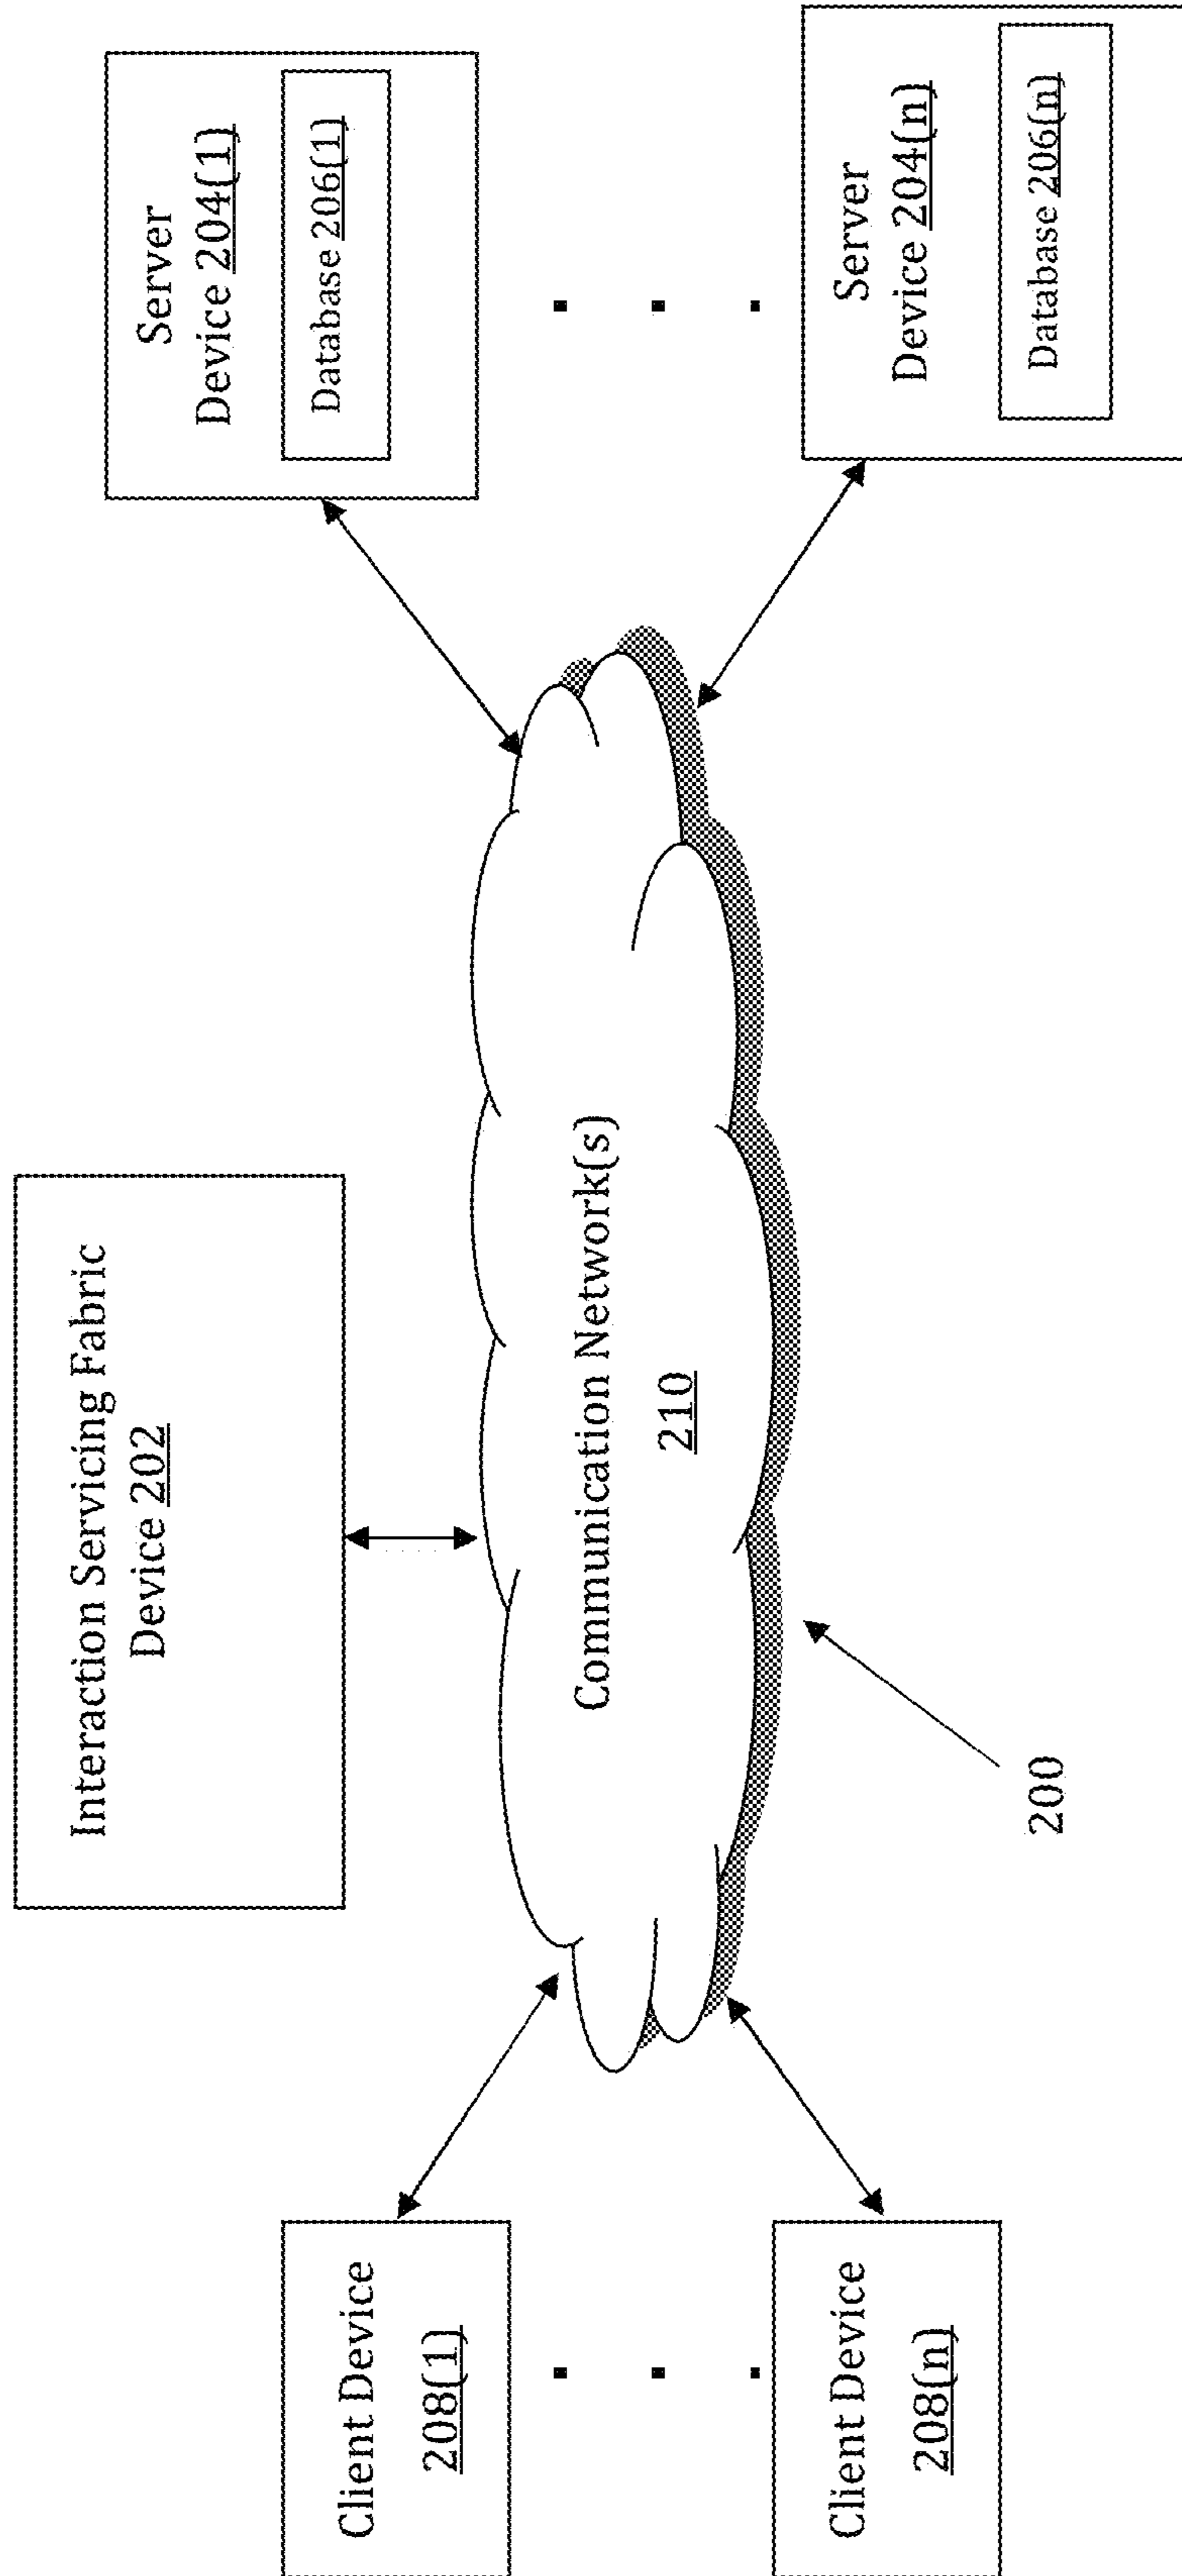 Interaction Servicing Fabric
Device 202
Client Device
208(1)
Client Device
208(n)
Communication Network(s)
210
200
Server
Device 204(1)
Database 206(1)
Server
Device 204(n)
Database 206(n)